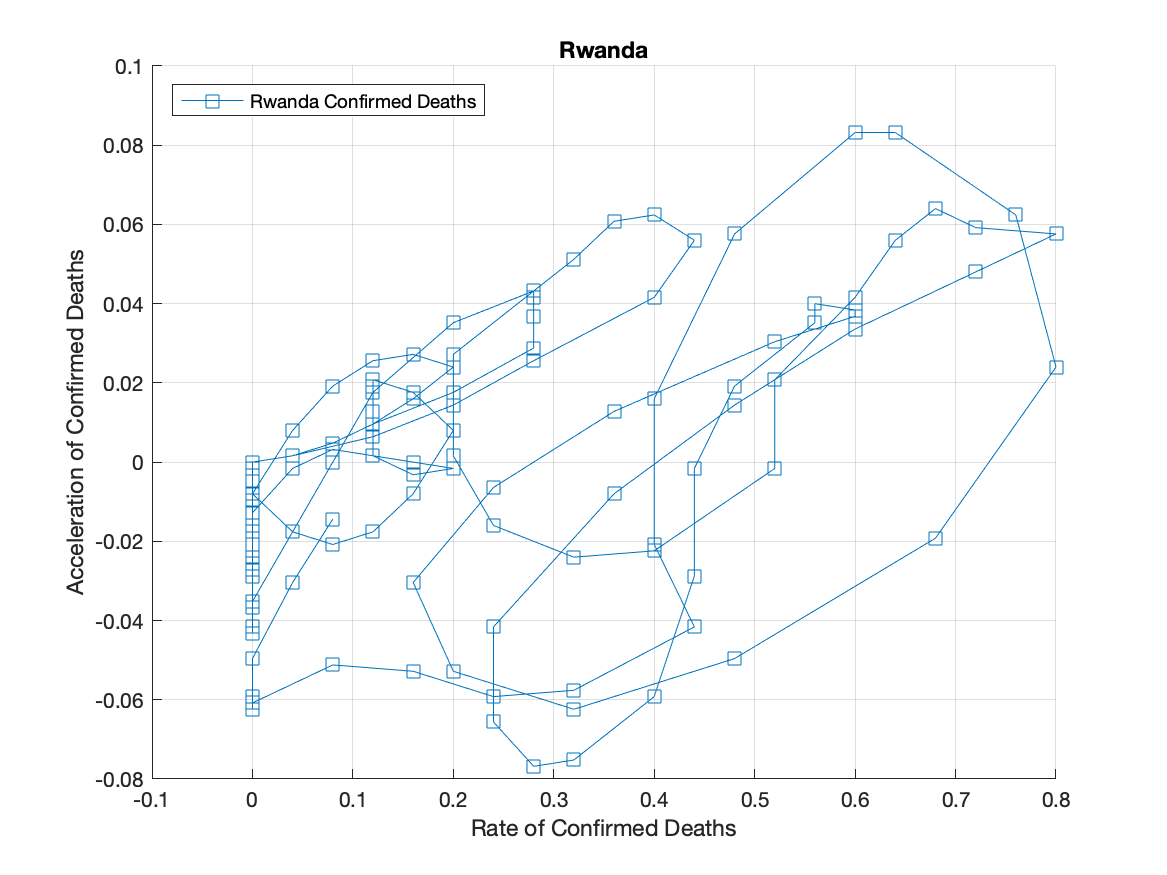 Rwanda
Rwanda Confirmed Deaths
0.1
0.08
0.06
0.04
0.02
0
-0.02
-0.04
-0.06
-0.08
Acceleration of Confirmed Deaths
-0.1 0 0.1 0.2 0.3 0.4 0.5 0.6 0.7 0.8
Rate of Confirmed Deaths